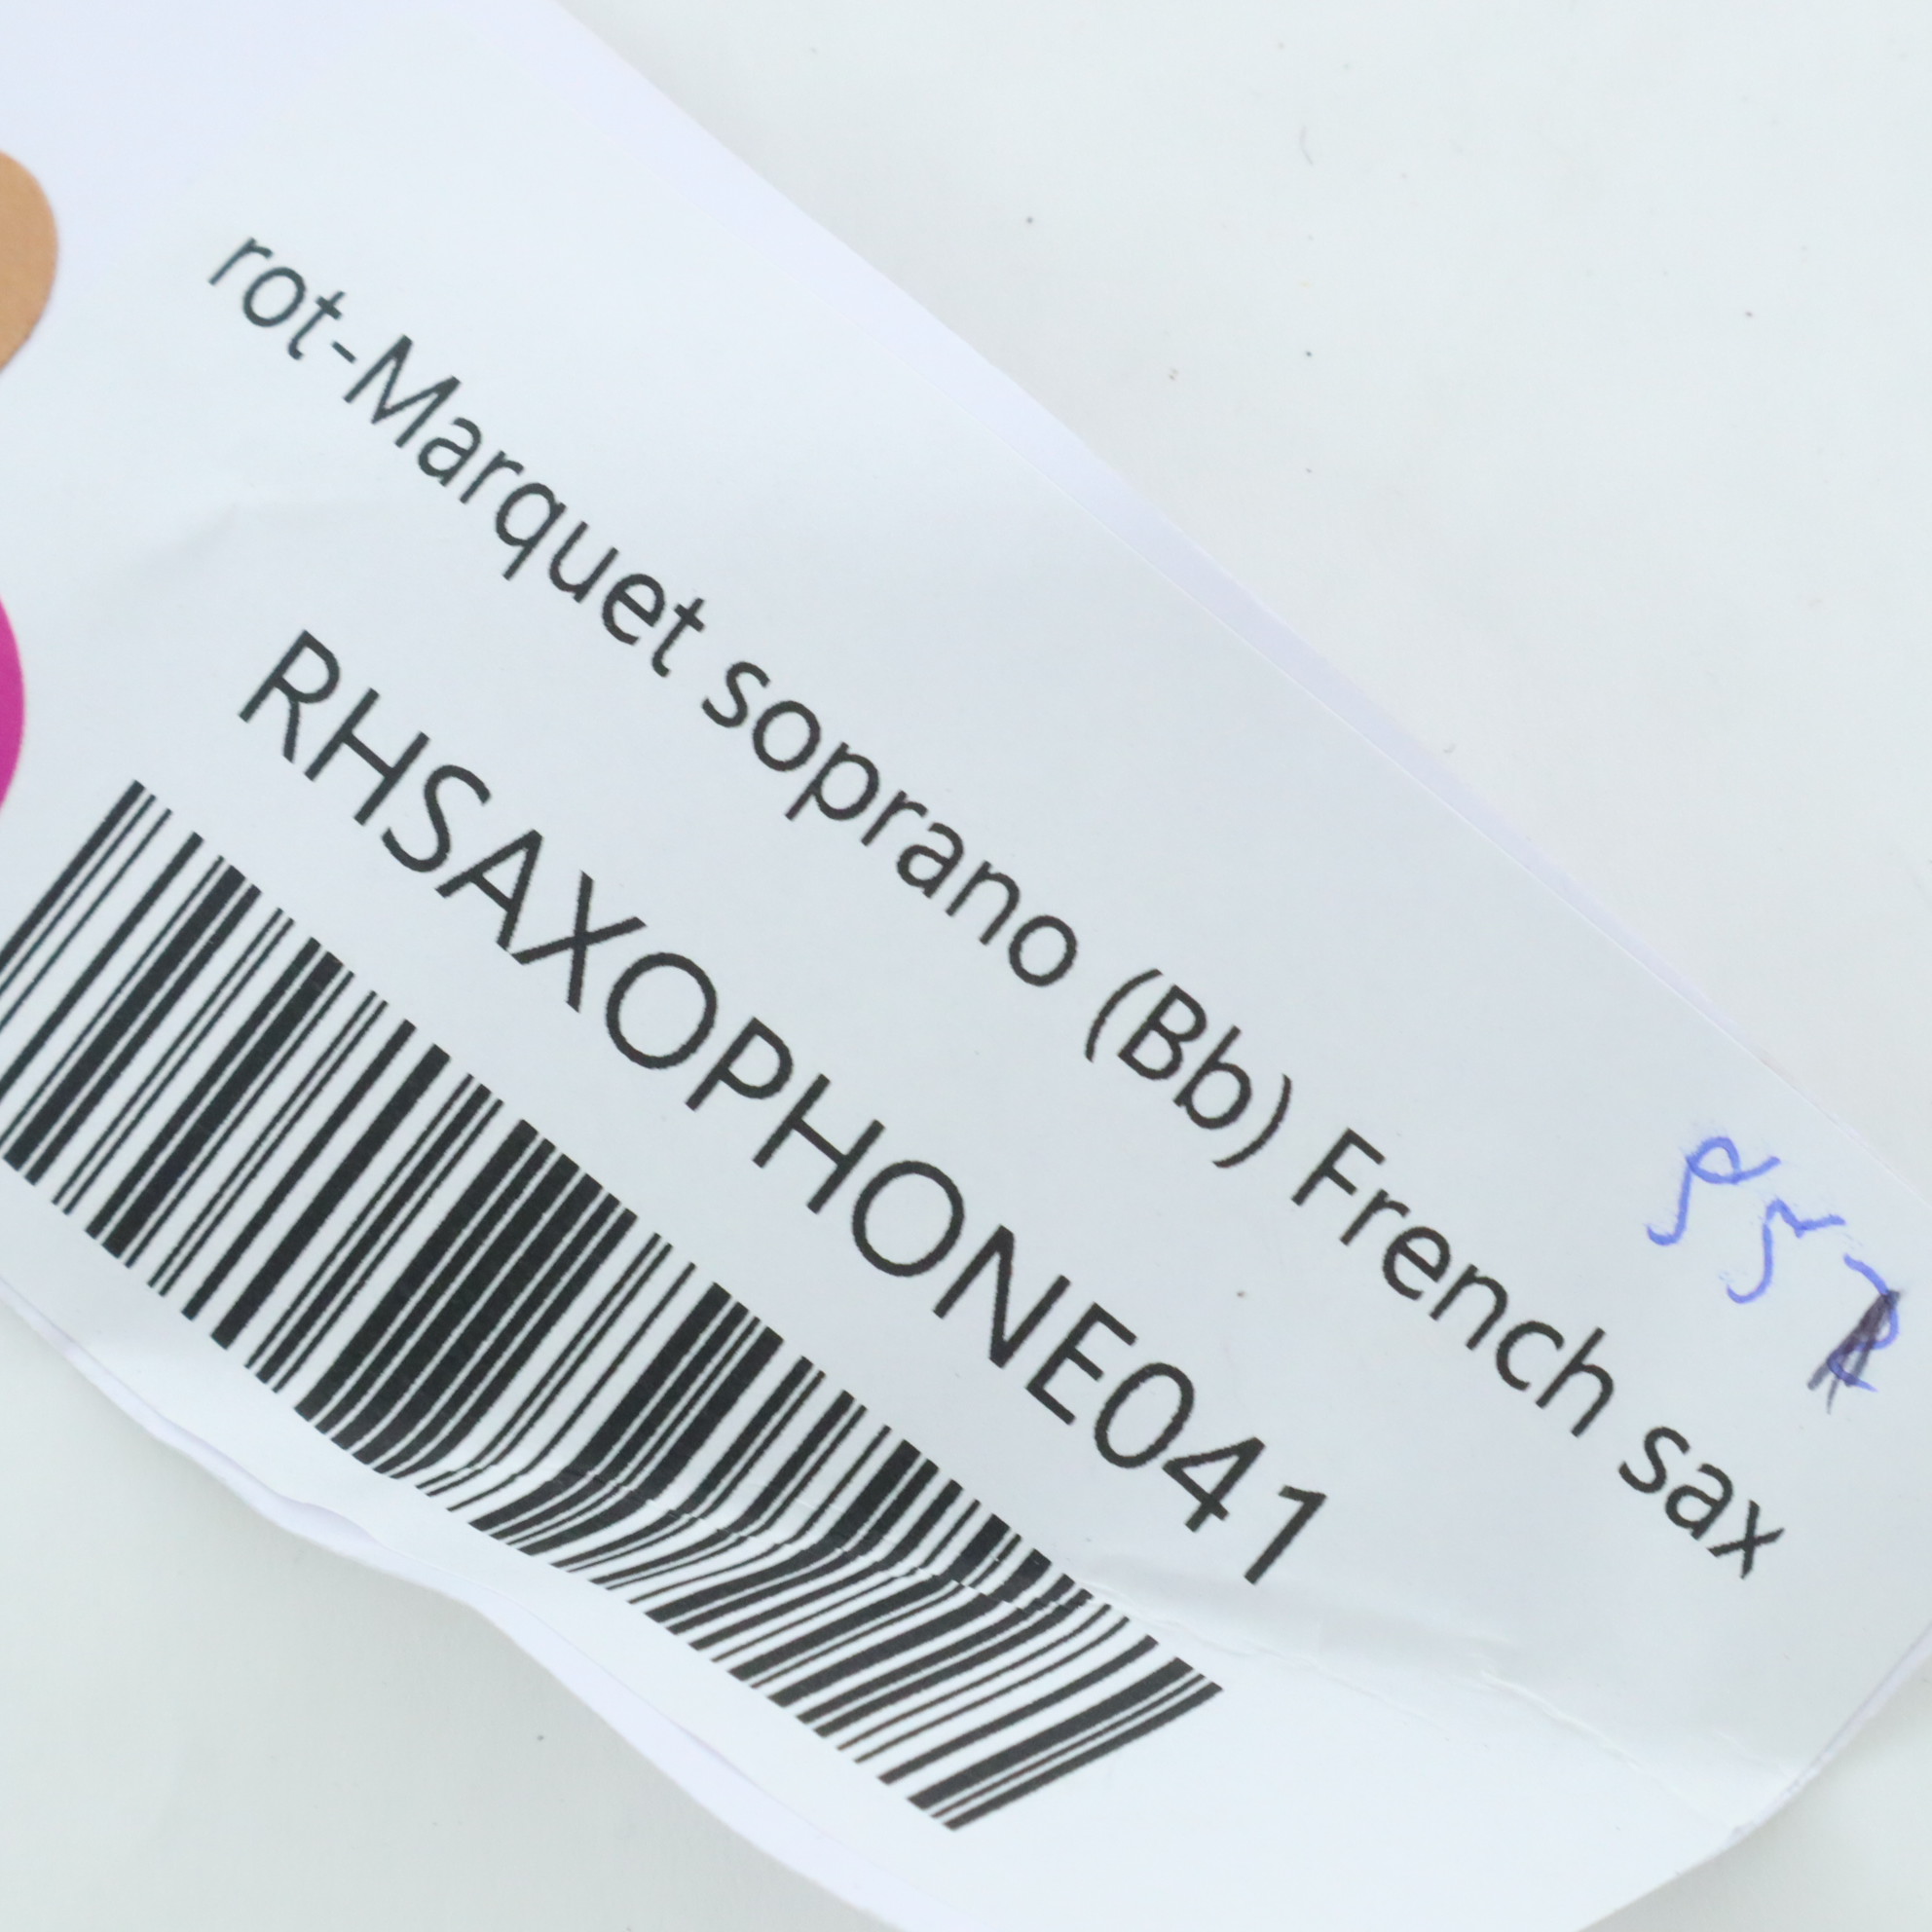 rot-Marquet soprano (Bb) French sax
RHSAXOPHONE041